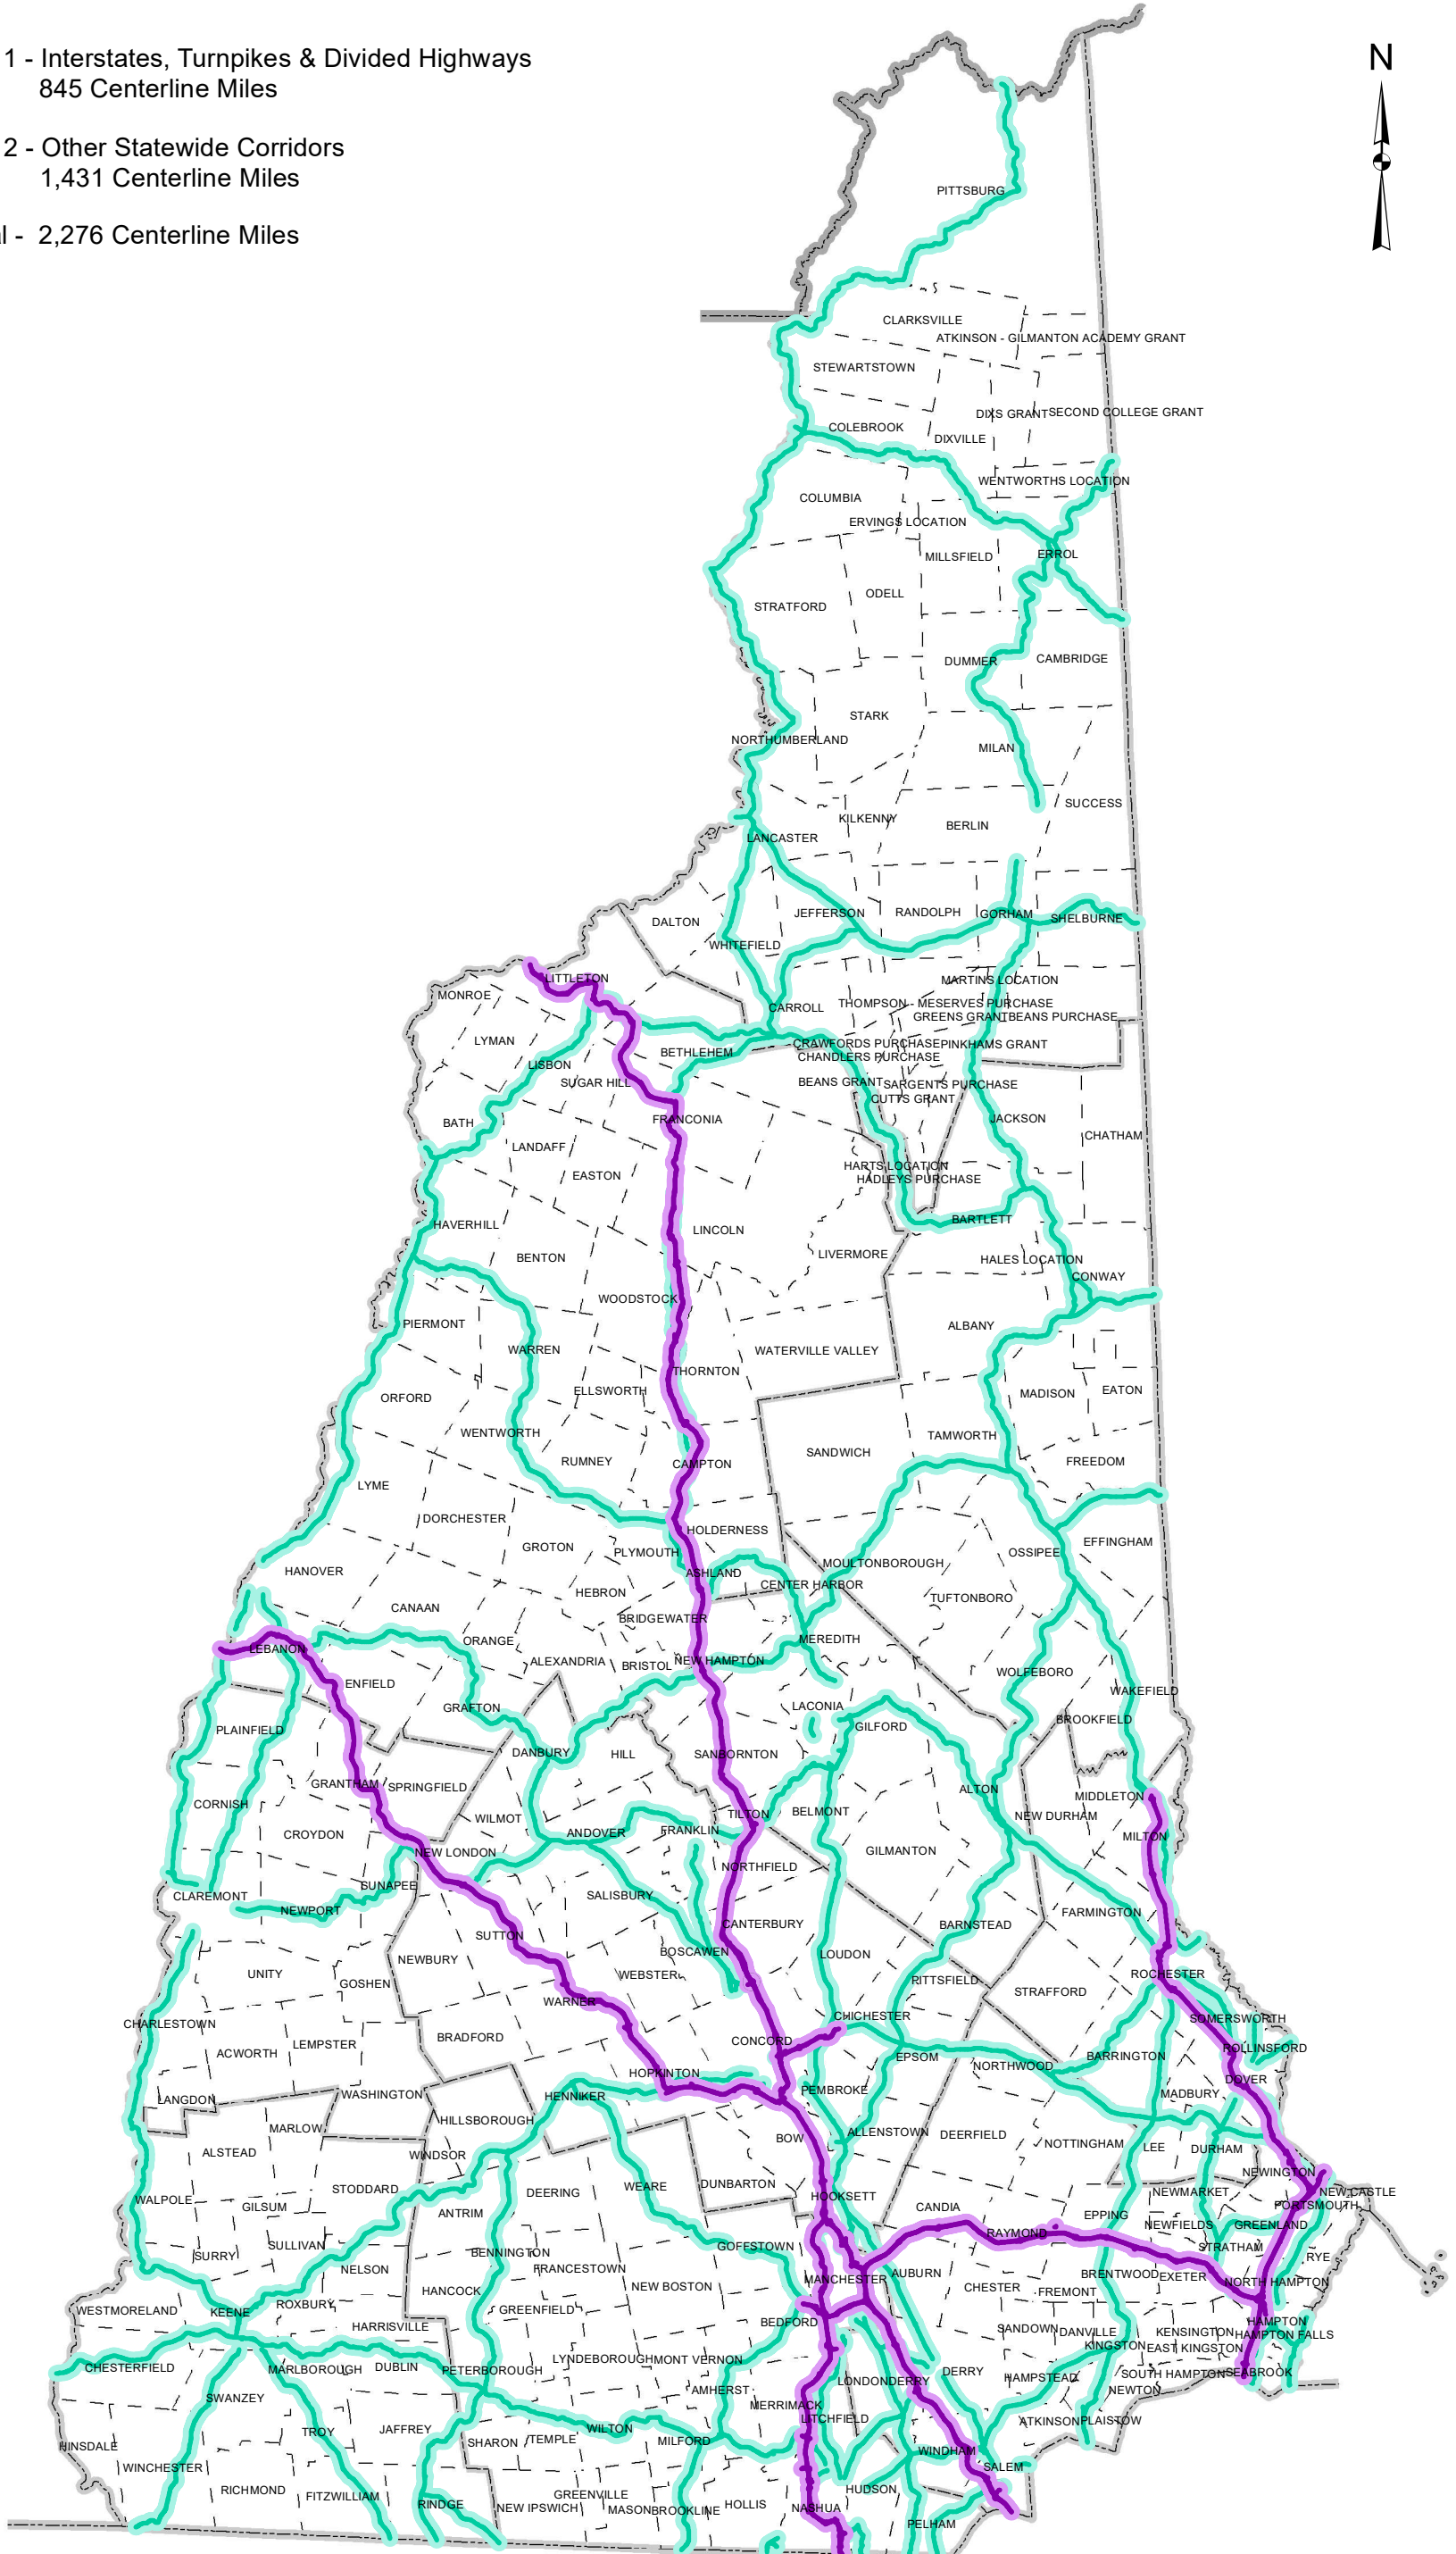 1 - Interstates, Turnpikes & Divided Highways
845 Centerline Miles
2 - Other Statewide Corridors
1,431 Centerline Miles
l - 2,276 Centerline Miles
N
PITTSBURG
CLARKSVILLE
ATKINSON - GILMANTON ACADEMY GRANT
STEWARTSTOWN
DIXS GRANT
SECOND COLLEGE GRANT
COLEBROOK
DIXVILLE
WENTWORTHS LOCATION
COLUMBIA
ERVINGS LOCATION
MILLSFIELD
ERROL
ODELL
STRATFORD
DUMMER
CAMBRIDGE
STARK
NORTHUMBERLAND
MILAN
SUCCESS
KILKENNY
BERLIN
LANCASTER
DALTON
JEFFERSON
RANDOLPH
GORHAM
SHELBURNE
WHITEFIELD
LITTLETON
MARTINS LOCATION
MONROE
CARROLL
THOMPSON - MESERVES PURCHASE
GREENS GRANT
BEANS PURCHASE
LYMAN
CRAWFORDS PURCHASE
PINKHAMS GRANT
BETHLEHEM
CHANDLERS PURCHASE
LISBON
SUGAR HILL
BEANS GRANT
SARGENTS PURCHASE
CUTTS GRANT
FRANCONIA
JACKSON
BATH
CHATHAM
LANDAFF
EASTON
HARTS LOCATION
HADLEYS PURCHASE
HAVERHILL
BARTLETT
LINCOLN
LIVERMORE
BENTON
HALES LOCATION
CONWAY
WOODSTOCK
PIERMONT
ALBANY
WARREN
WATERVILLE VALLEY
THORNTON
ORFORD
ELLSWORTH
MADISON
EATON
WENTWORTH
TAMWORTH
SANDWICH
RUMNEY
CAMPTON
FREEDOM
LYME
DORCHESTER
HOLDERNESS
GROTON
PLYMOUTH
OSSIPEE
EFFINGHAM
HANOVER
ASHLAND
MOULTONBOROUGH
CENTER HARBOR
HEBRON
TUFTONBORO
CANAAN
BRIDGEWATER
LEBANON
ORANGE
MEREDITH
ALEXANDRIA
BRISTOL
NEW HAMPTON
WOLFEBORO
ENFIELD
WAKEFIELD
GRAFTON
LACONIA
BROOKFIELD
PLAINFIELD
GILFORD
DANBURY
HILL
SANBORNTON
GRANTHAM
SPRINGFIELD
ALTON
MIDDLETON
CORNISH
WILMOT
TILTON
BELMONT
NEW DURHAM
CROYDON
ANDOVER
FRANKLIN
MILTON
NEW LONDON
GILMANTON
NORTHFIELD
SUNAPEE
CLAREMONT
SALISBURY
NEWPORT
FARMINGTON
CANTERBURY
BARNSTEAD
SUTTON
BOSCAWEN
LOUDON
NEWBURY
UNITY
WEBSTER
ROCHESTER
GOSHEN
PITTSFIELD
STRAFFORD
WARNER
CHICHESTER
SOMERSWORTH
CHARLESTOWN
BRADFORD
CONCORD
LEMPSTER
ROLLINSFORD
ACWORTH
EPSOM
BARRINGTON
NORTHWOOD
HOPKINTON
DOVER
WASHINGTON
HENNIKER
PEMBROKE
MADBURY
LANGDON
HILLSBOROUGH
MARLOW
ALLENSTOWN
DEERFIELD
BOW
NOTTINGHAM
LEE
DURHAM
ALSTEAD
WINDSOR
NEWINGTON
DUNBARTON
WEARE
STODDARD
DEERING
NEWMARKET
NEW CASTLE
HOOKSETT
WALPOLE
GILSUM
ANTRIM
CANDIA
PORTSMOUTH
EPPING
NEWFIELDS
GREENLAND
RAYMOND
SULLIVAN
GOFFSTOWN
STRATHAM
SURRY
BENNINGTON
RYE
NELSON
FRANCESTOWN
AUBURN
BRENTWOOD
EXETER
MANCHESTER
NORTH HAMPTON
HANCOCK
NEW BOSTON
CHESTER
FREMONT
ROXBURY
WESTMORELAND
KEENE
GREENFIELD
BEDFORD
HAMPTON
HARRISVILLE
SANDOWN
DANVILLE
KENSINGTON
HAMPTON FALLS
KINGSTON
EAST KINGSTON
LYNDEBOROUGH
MONT VERNON
CHESTERFIELD
MARLBOROUGH
DUBLIN
PETERBOROUGH
DERRY
SOUTH HAMPTON
SEABROOK
HAMPSTEAD
LONDONDERRY
AMHERST
NEWTON
SWANZEY
MERRIMACK
LITCHFIELD
ATKINSON
PLAISTOW
TROY
JAFFREY
WILTON
SHARON
TEMPLE
MILFORD
HINSDALE
WINDHAM
WINCHESTER
SALEM
RICHMOND
FITZWILLIAM
HUDSON
GREENVILLE
RINDGE
NEW IPSWICH
MASON
BROOKLINE
HOLLIS
NASHUA
PELHAM